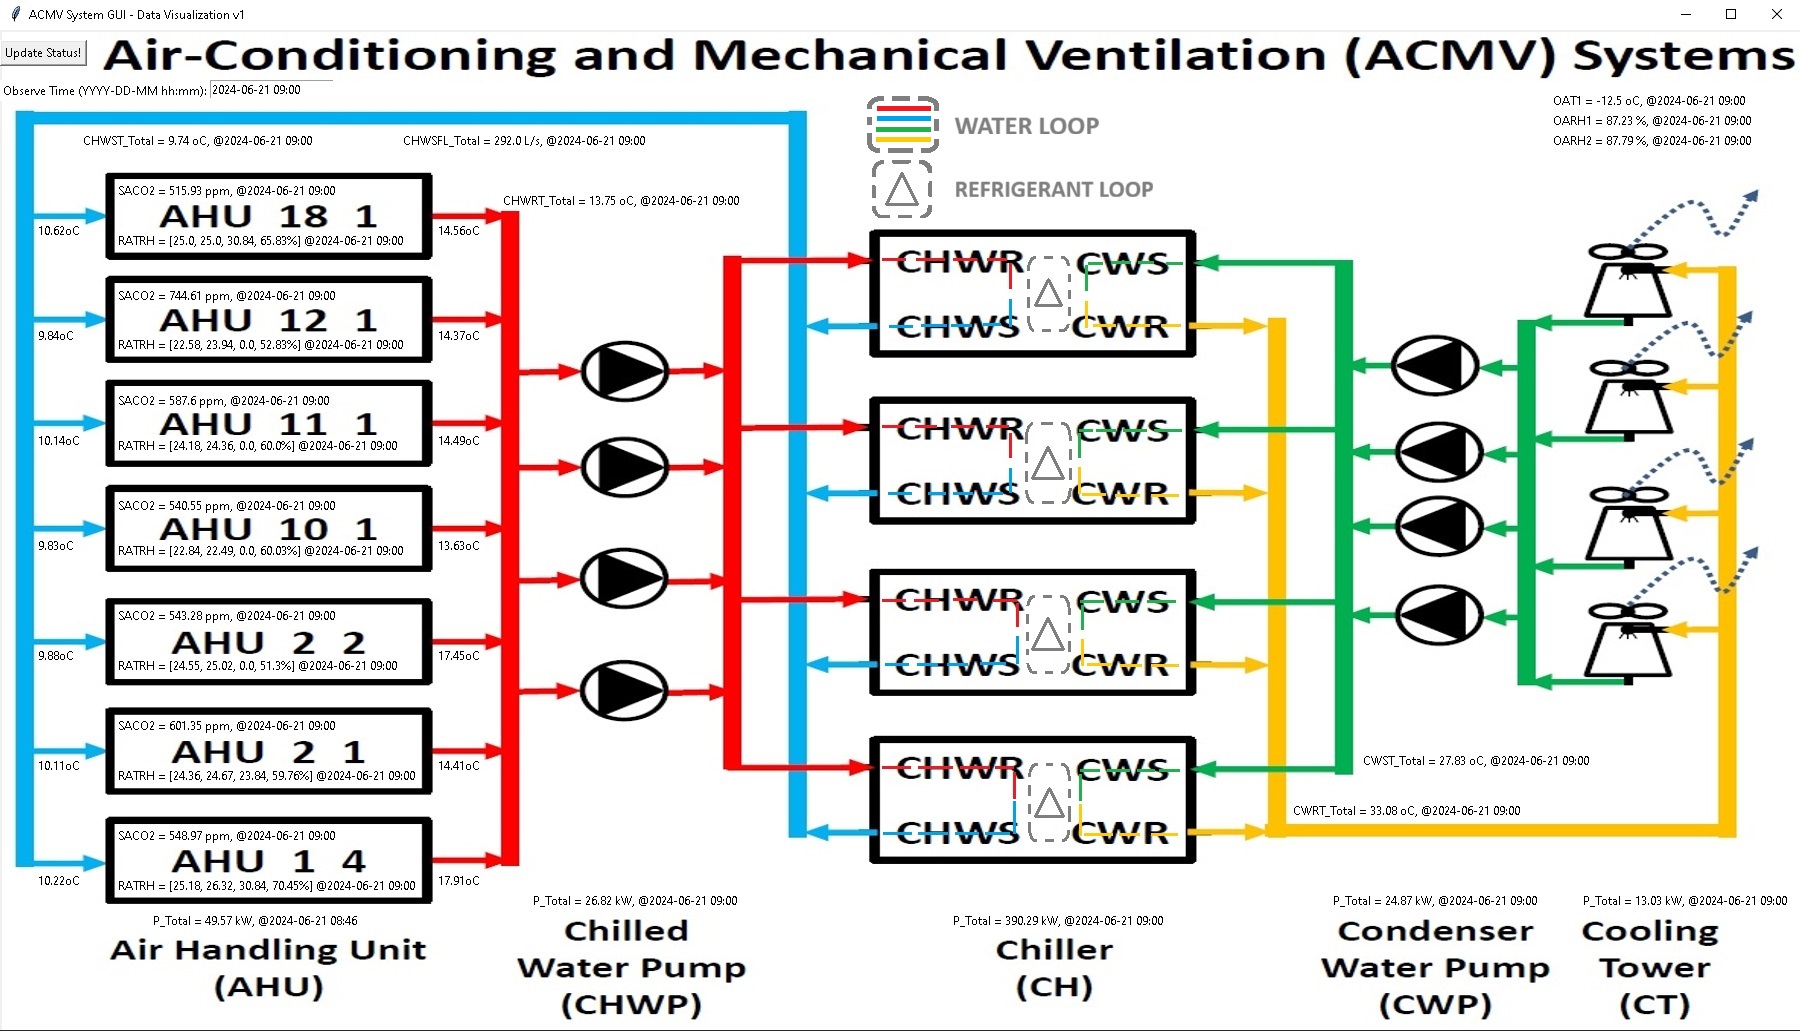 ACMV System GUI - Data Visualization v1
Update Status!
Air-Conditioning and Mechanical Ventilation (ACMV) Systems
Observe Time (YYYY-DD-MM hh:mm): 2024-06-21 09:00
CHWST_Total = 9.74 oC, @2024-06-21 09:00
CHWSFL_Total = 292.0 L/s, @2024-06-21 09:00
WATER LOOP
REFRIGERANT LOOP
OAT1 = -12.5 oC, @2024-06-21 09:00
OARH1 = 87.23 %, @2024-06-21 09:00
OARH2 = 87.79 %, @2024-06-21 09:00
CHWRT_Total = 13.75 oC, @2024-06-21 09:00
SACO2 = 515.93 ppm, @2024-06-21 09:00
AHU 18 1
RATRH = [25.0, 25.0, 30.84, 65.83%] @2024-06-21 09:00
10.62oC
14.56oC
SACO2 = 744.61 ppm, @2024-06-21 09:00
AHU 12 1
RATRH = [22.58, 23.94, 0.0, 52.83%] @2024-06-21 09:00
9.84oC
14.37oC
SACO2 = 587.6 ppm, @2024-06-21 09:00
AHU 11 1
RATRH = [24.18, 24.36, 0.0, 60.0%] @2024-06-21 09:00
10.14oC
14.49oC
SACO2 = 540.55 ppm, @2024-06-21 09:00
AHU 10 1
RATRH = [22.84, 22.49, 0.0, 60.03%] @2024-06-21 09:00
9.83oC
13.63oC
SACO2 = 543.28 ppm, @2024-06-21 09:00
AHU 2 2
RATRH = [24.55, 25.02, 0.0, 51.3%] @2024-06-21 09:00
9.88oC
17.45oC
SACO2 = 601.35 ppm, @2024-06-21 09:00
AHU 2 1
RATRH = [24.36, 24.67, 23.84, 59.76%] @2024-06-21 09:00
10.11oC
14.41oC
SACO2 = 548.97 ppm, @2024-06-21 09:00
AHU 1 4
RATRH = [25.18, 26.32, 30.84, 70.45%] @2024-06-21 09:00
10.22oC
17.91oC
CHWR CWS
CHWS CWR
CHWR CWS
CHWS CWR
CHWR CWS
CHWS CWR
CHWR CWS
CHWS CWR
CWST_Total = 27.83 oC, @2024-06-21 09:00
CWRT_Total = 33.08 oC, @2024-06-21 09:00
P_Total = 49.57 kW, @2024-06-21 08:46
Air Handling Unit
(AHU)
P_Total = 26.82 kW, @2024-06-21 09:00
Chilled
Water Pump
(CHWP)
P_Total = 390.29 kW, @2024-06-21 09:00
Chiller
(CH)
P_Total = 24.87 kW, @2024-06-21 09:00
Condenser
Water Pump
(CWP)
P_Total = 13.03 kW, @2024-06-21 09:00
Cooling
Tower
(CT)